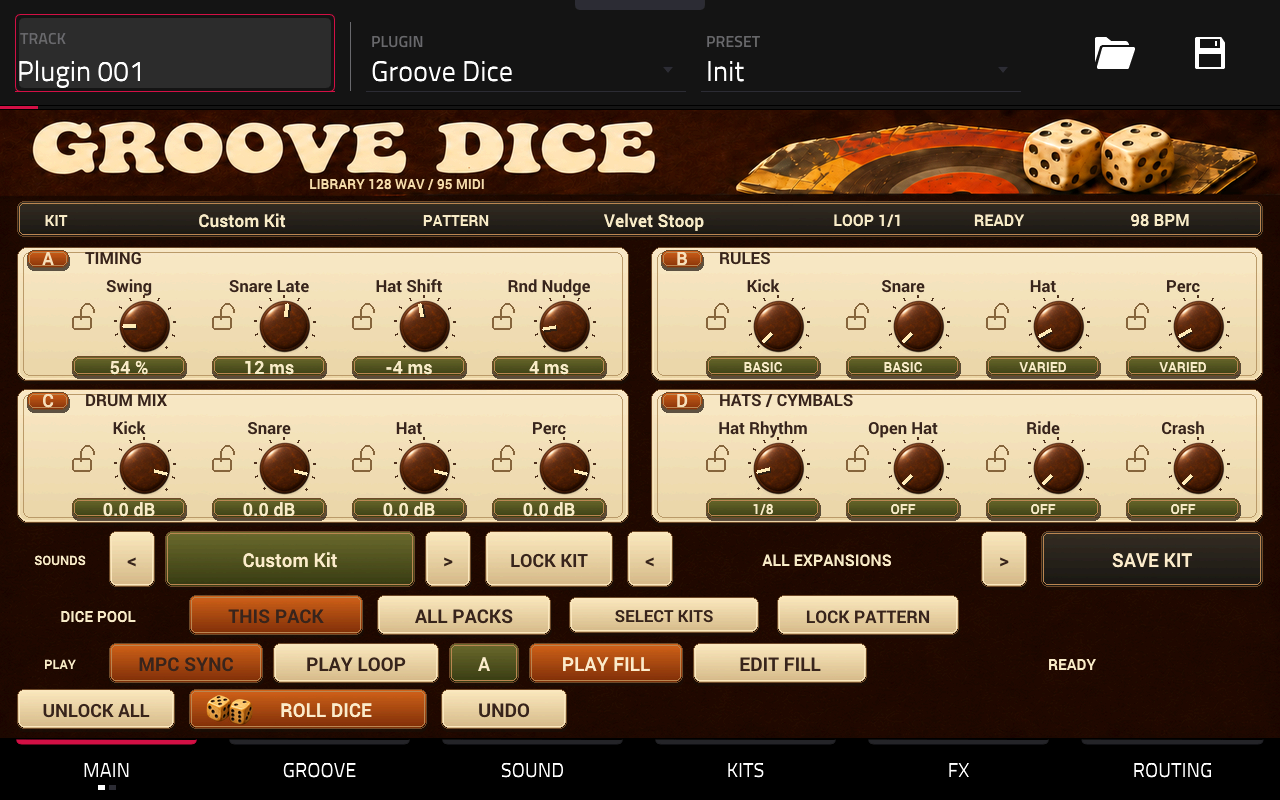 TRACK
Plugin 001
PLUGIN
Groove Dice
PRESET
Init
GROOVE DICE
LIBRARY 128 WAV / 95 MIDI
KIT Custom Kit PATTERN Velvet Stoop LOOP 1/1 READY 98 BPM
A TIMING
Swing Snare Late Hat Shift Rnd Nudge
54 % 12 ms -4 ms 4 ms
B RULES
Kick Snare Hat Perc
BASIC BASIC VARIED VARIED
C DRUM MIX
Kick Snare Hat Perc
0.0 dB 0.0 dB 0.0 dB 0.0 dB
D HATS / CYMBALS
Hat Rhythm Open Hat Ride Crash
1/8 OFF OFF OFF
SOUNDS < Custom Kit > LOCK KIT < ALL EXPANSIONS > SAVE KIT
DICE POOL THIS PACK ALL PACKS SELECT KITS LOCK PATTERN
PLAY MPC SYNC PLAY LOOP A PLAY FILL EDIT FILL READY
UNLOCK ALL ROLL DICE UNDO
MAIN GROOVE SOUND KITS FX ROUTING